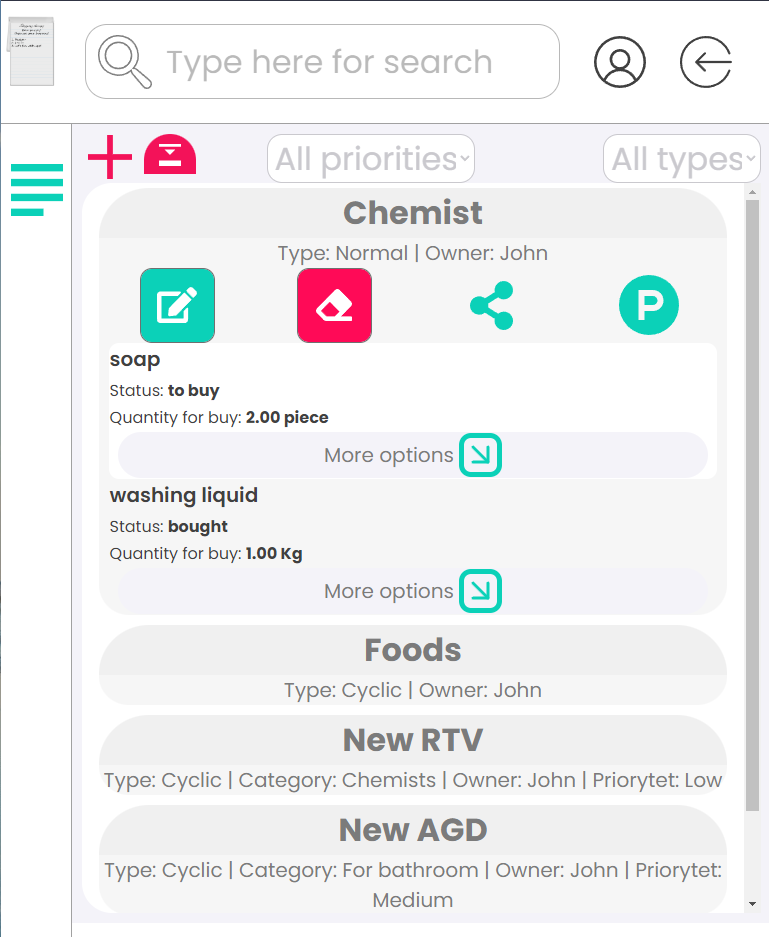 Type here for search
All priorities
All types
Chemist
Type: Normal | Owner: John
P
soap
Status: to buy
Quantity for buy: 2.00 piece
More options
washing liquid
Status: bought
Quantity for buy: 1.00 Kg
More options
Foods
Type: Cyclic | Owner: John
New RTV
Type: Cyclic | Category: Chemists | Owner: John | Priorytet: Low
New AGD
Type: Cyclic | Category: For bathroom | Owner: John | Priorytet:
Medium